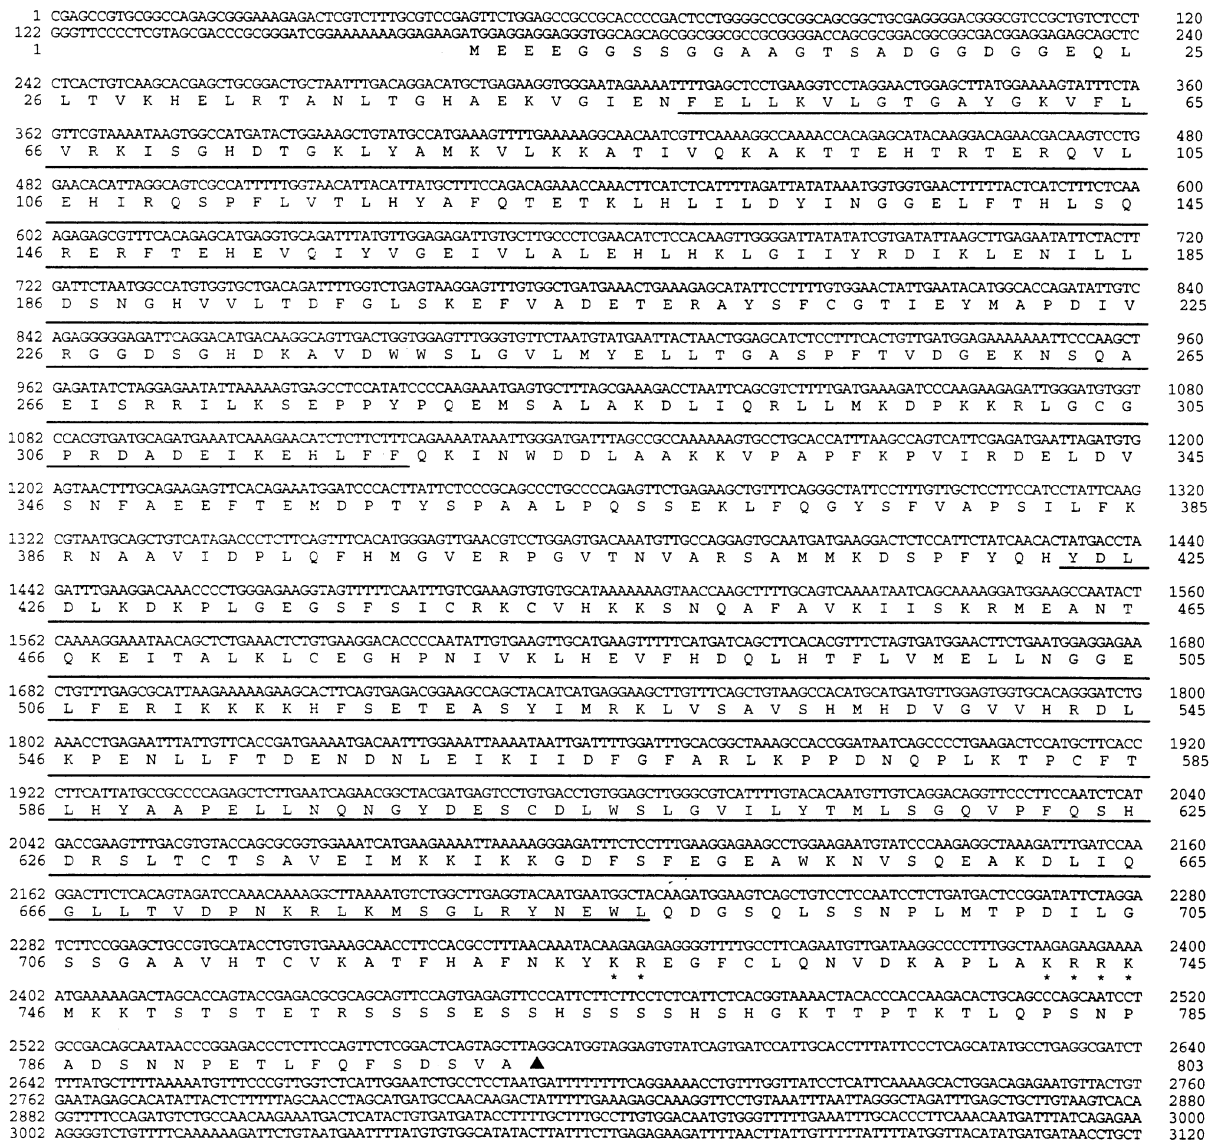 1 CGAGCCGTGCGGCCAGAGCGGGAAAGAGACTCGTCTTTGCGTCCGAGTTCTGGAGCCGCCGCACCCCGACTCCTGGGGCCGCGGCAGCGGCTGCGAGGGGACGGGCGTCCGCTGTCTCCT 120
122 GGGTTCCCCTCGTAGCGACCCGCGGGATCGGAAAAAAAGGAGAAGATGGAGGAGGAGGGTGGCAGCAGCGGCGGCGCCGCGGGGACCAGCGCGGACGGCGGCGACGGAGGAGAGCAGCTC 240
1 M E E E G G S S G G A A G T S A D G G D G G E Q L 25
242 CTCACTGTCAAGCACGAGCTGCGGACTGCTAATTTGACAGGACATGCTGAGAAGGTGGGAATAGAAAATTTTGAGCTCCTGAAGGTCCTAGGAACTGGAGCTTATGGAAAAGTATTTCTA 360
26 L T V K H E L R T A N L T G H A E K V G I E N F E L L K V L G T G A Y G K V F L 65
362 GTTCGTAAAATAAGTGGCCATGATACTGGAAAGCTGTATGCCATGAAAGTTTTGAAAAAGGCAACAATCGTTCAAAAGGCCAAAACCACAGAGCATACAAGGACAGAACGACAAGTCCTG 480
66 V R K I S G H D T G K L Y A M K V L K K A T I V Q K A K T T E H T R T E R Q V L 105
482 GAACACATTAGGCAGTCGCCATTTTTGGTAACATTACATTATGCTTTCCAGACAGAAACCAAACTTCATCTCATTTTAGATTATATAAATGGTGGTGAACTTTTTACTCATCTTTCTCAA 600
106 E H I R Q S P F L V T L H Y A F Q T E T K L H L I L D Y I N G G E L F T H L S Q 145
602 AGAGAGCGTTTCACAGAGCATGAGGTGCAGATTTATGTTGGAGAGATTGTGCTTGCCCTCGAACATCTCCACAAGTTGGGGATTATATATCGTGATATTAAGCTTGAGAATATTCTACTT 720
146 R E R F T E H E V Q I Y V G E I V L A L E H L H K L G I I Y R D I K L E N I L L 185
722 GATTCTAATGGCCATGTGGTGCTGACAGATTTTGGTCTGAGTAAGGAGTTTGTGGCTGATGAAACTGAAAGAGCATATTCCTTTTGTGGAACTATTGAATACATGGCACCAGATATTGTC 840
186 D S N G H V V L T D F G L S K E F V A D E T E R A Y S F C G T I E Y M A P D I V 225
842 AGAGGGGGAGATTCAGGACATGACAAGGCAGTTGACTGGTGGAGTTTGGGTGTTCTAATGTATGAATTACTAACTGGAGCATCTCCTTTCACTGTTGATGGAGAAAAAAATTCCCAAGCT 960
226 R G G D S G H D K A V D W W S L G V L M Y E L L T G A S P F T V D G E K N S Q A 265
962 GAGATATCTAGGAGAATATTAAAAAGTGAGCCTCCATATCCCCAAGAAATGAGTGCTTTAGCGAAAGACCTAATTCAGCGTCTTTTGATGAAAGATCCCAAGAAGAGATTGGGATGTGGT 1080
266 E I S R R I L K S E P P Y P Q E M S A L A K D L I Q R L L M K D P K K R L G C G 305
1082 CCACGTGATGCAGATGAAATCAAAGAACATCTCTTCTTTCAGAAAATAAATTGGGATGATTTAGCCGCCAAAAAAGTGCCTGCACCATTTAAGCCAGTCATTCGAGATGAATTAGATGTG 1200
306 P R D A D E I K E H L F F Q K I N W D D L A A K K V P A P F K P V I R D E L D V 345
1202 AGTAACTTTGCAGAAGAGTTCACAGAAATGGATCCCACTTATTCTCCCGCAGCCCTGCCCCAGAGTTCTGAGAAGCTGTTTCAGGGCTATTCCTTTGTTGCTCCTTCCATCCTATTCAAG 1320
346 S N F A E E F T E M D P T Y S P A A L P Q S S E K L F Q G Y S F V A P S I L F K 385
1322 CGTAATGCAGCTGTCATAGACCCTCTTCAGTTTCACATGGGAGTTGAACGTCCTGGAGTGACAAATGTTGCCAGGAGTGCAATGATGAAGGACTCTCCATTCTATCAACACTATGACCTA 1440
386 R N A A V I D P L Q F H M G V E R P G V T N V A R S A M M K D S P F Y Q H Y D L 425
1442 GATTTGAAGGACAAACCCCTGGGAGAAGGTAGTTTTTCAATTTGTCGAAAGTGTGTGCATAAAAAAAGTAACCAAGCTTTTGCAGTCAAAATAATCAGCAAAAGGATGGAAGCCAATACT 1560
426 D L K D K P L G E G S F S I C R K C V H K K S N Q A F A V K I I S K R M E A N T 465
1562 CAAAAGGAAATAACAGCTCTGAAACTCTGTGAAGGACACCCCAATATTGTGAAGTTGCATGAAGTTTTTCATGATCAGCTTCACACGTTTCTAGTGATGGAACTTCTGAATGGAGGAGAA 1680
466 Q K E I T A L K L C E G H P N I V K L H E V F H D Q L H T F L V M E L L N G G E 505
1682 CTGTTTGAGCGCATTAAGAAAAAGAAGCACTTCAGTGAGACGGAAGCCAGCTACATCATGAGGAAGCTTGTTTCAGCTGTAAGCCACATGCATGATGTTGGAGTGGTGCACAGGGATCTG 1800
506 L F E R I K K K K H F S E T E A S Y I M R K L V S A V S H M H D V G V V H R D L 545
1802 AAACCTGAGAATTTATTGTTCACCGATGAAAATGACAATTTGGAAATTAAAATAATTGATTTTGGATTTGCACGGCTAAAGCCACCGGATAATCAGCCCCTGAAGACTCCATGCTTCACC 1920
546 K P E N L L F T D E N D N L E I K I I D F G F A R L K P P D N Q P L K T P C F T 585
1922 CTTCATTATGCCGCCCCAGAGCTCTTGAATCAGAACGGCTACGATGAGTCCTGTGACCTGTGGAGCTTGGGCGTCATTTTGTACACAATGTTGTCAGGACAGGTTCCCTTCCAATCTCAT 2040
586 L H Y A A P E L L N Q N G Y D E S C D L W S L G V I L Y T M L S G Q V P F Q S H 625
2042 GACCGAAGTTTGACGTGTACCAGCGCGGTGGAAATCATGAAGAAAATTAAAAAGGGAGATTTCTCCTTTGAAGGAGAAGCCTGGAAGAATGTATCCCAAGAGGCTAAAGATTTGATCCAA 2160
626 D R S L T C T S A V E I M K K I K K G D F S F E G E A W K N V S Q E A K D L I Q 665
2162 GGACTTCTCACAGTAGATCCAAACAAAAGGCTTAAAATGTCTGGCTTGAGGTACAATGAATGGCTACAAGATGGAAGTCAGCTGTCCTCCAATCCTCTGATGACTCCGGATATTCTAGGA 2280
666 G L L T V D P N K R L K M S G L R Y N E W L Q D G S Q L S S N P L M T P D I L G 705
2282 TCTTCCGGAGCTGCCGTGCATACCTGTGTGAAAGCAACCTTCCACGCCTTTAACAAATACAAGAGAGAGGGGTTTTGCCTTCAGAATGTTGATAAGGCCCCTTTGGCTAAGAGAAGAAAA 2400
706 S S G A A V H T C V K A T F H A F N K Y K R E G F C L Q N V D K A P L A K R R K 745
* * * * * *
2402 ATGAAAAAGACTAGCACCAGTACCGAGACGCGCAGCAGTTCCAGTGAGAGTTCCCATTCTTCTTCCTCTCATTCTCACGGTAAAACTACACCCACCAAGACACTGCAGCCCAGCAATCCT 2520
746 M K K T S T S T E T R S S S S E S S H S S S S H S H G K T T P T K T L Q P S N P 785
2522 GCCGACAGCAATAACCCGGAGACCCTCTTCCAGTTCTCGGACTCAGTAGCTTAGGCATGGTAGGAGTGTATCAGTGATCCATTGCACCTTTATTCCCTCAGCATATGCCTGAGGCGATCT 2640
786 A D S N N P E T L F Q F S D S V A ▲ 803
2642 TTTATGCTTTTAAAAATGTTTCCCGTTGGTCTCATTGGAATCTGCCTCCTAATGATTTTTTTTCAGGAAAACCTGTTTGGTTATCCTCATTCAAAAGCACTGGACAGAGAATGTTACTGT 2760
2762 GAATAGAGCACATATTACTCTTTTTAGCAACCTAGCATGATGCCAACAAGACTATTTTTGAAAGAGCAAAGGTTCCTGTAAATTTAATTAGGGCTAGATTTGAGCTGCTTGTAAGTCACA 2880
2882 GGTTTTCCAGATGTCTGCCAACAAGAAATGACTCATACTGTGATGATACCTTTTGCTTTGCCTTGTGGACAATGTGGGTTTTTGAAATTTGCACCCTTCAAACAATGATTTATCAGAGAA 3000
3002 AGGGGTCTGTTTTCAAAAAAGATTCTGTAATGAATTTTATGTGTGGCATATACTTATTTCTTGAGAGAAGATTTTAACTTATTGTTTTTATTTTATGGTTACATATGATGATAACCTGCT 3120